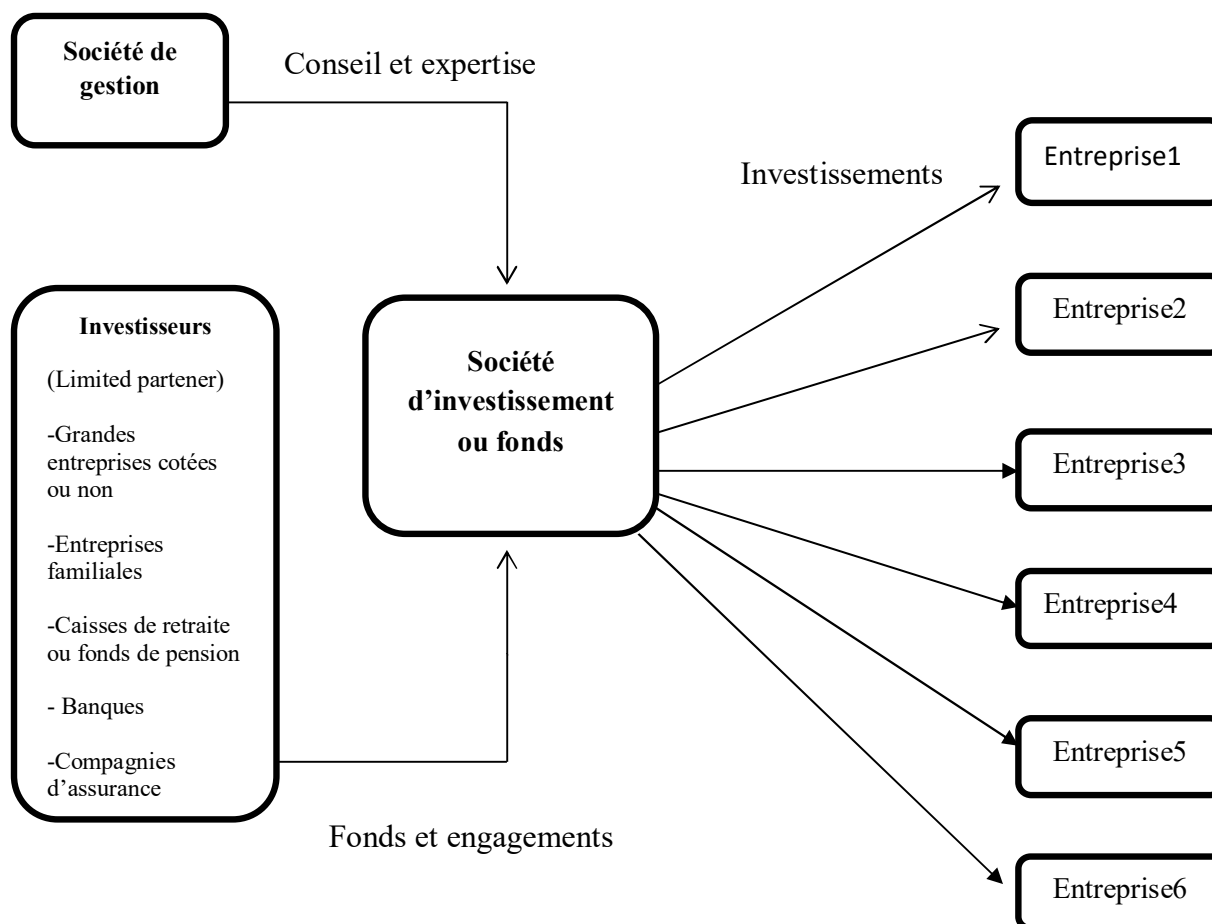 Société de
gestion
Conseil et expertise
Investissements
Entreprise1
Entreprise2
Entreprise3
Entreprise4
Entreprise5
Entreprise6
Société
d’investissement
ou fonds
Investisseurs
(Limited partener)
-Grandes
entreprises cotées
ou non
-Entreprises
familiales
-Caisses de retraite
ou fonds de pension
- Banques
-Compagnies
d’assurance
Fonds et engagements